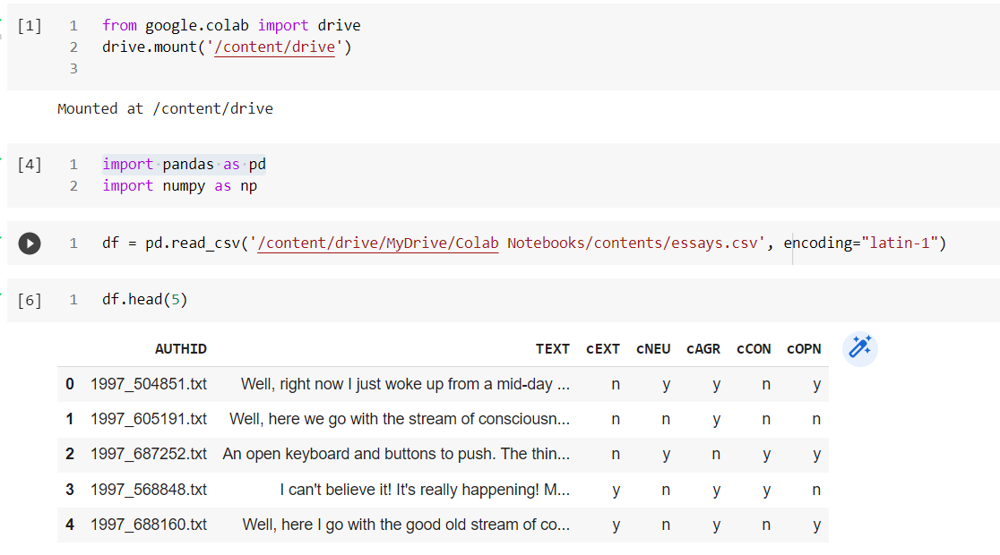 [1] 1 from google.colab import drive
2 drive.mount('/content/drive')
3
Mounted at /content/drive
[4] 1 import pandas as pd
2 import numpy as np
1 df = pd.read_csv('/content/drive/MyDrive/Colab Notebooks/contents/essays.csv', encoding="latin-1")
[6] 1 df.head(5)
AUTHID TEXT cEXT cNEU cAGR cCON cOPN
0 1997_504851.txt Well, right now I just woke up from a mid-day ... n y y n y
1 1997_605191.txt Well, here we go with the stream of consciousn... n n y n n
2 1997_687252.txt An open keyboard and buttons to push. The thin... n y n y y
3 1997_568848.txt I can't believe it! It's really happening! M... y n y y n
4 1997_688160.txt Well, here I go with the good old stream of co... y n y n y